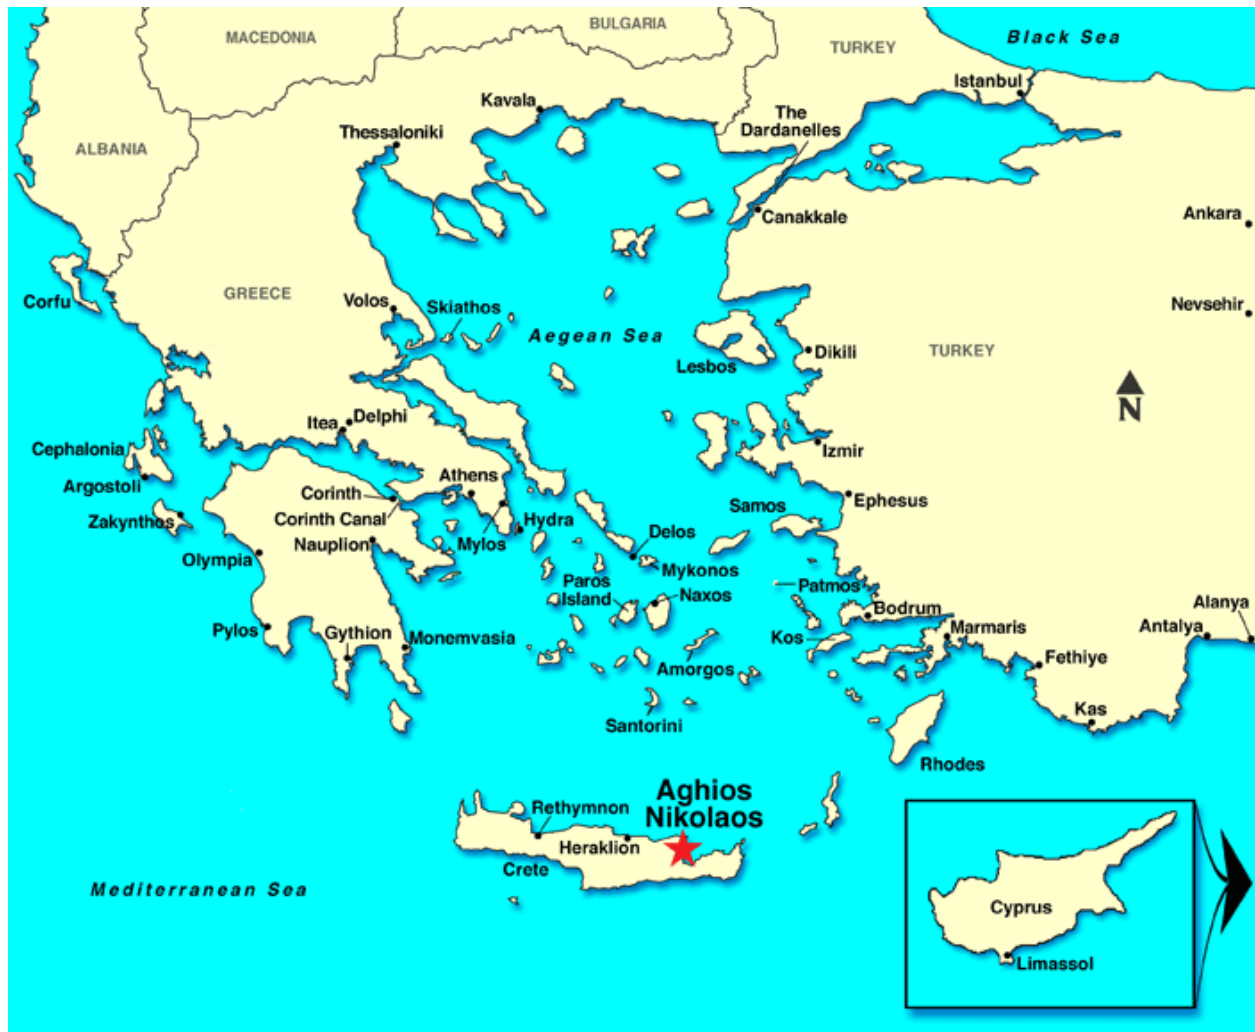 BULGARIA
MACEDONIA
Black Sea
TURKEY
Istanbul
Kavala
The
Dardanelles
Thessaloniki
ALBANIA
Canakkale
Ankara
GREECE
Corfu
Volos
Skiathos
Nevsehir
Aegean Sea
TURKEY
Dikili
Lesbos
N
Delphi
Itea
Cephalonia
Izmir
Athens
Argostoli
Corinth
Ephesus
Samos
Zakynthos
Corinth Canal
Hydra
Delos
Nauplion
Mylos
Olympia
Mykonos
Paros
Island
Patmos
Naxos
Alanya
Bodrum
Pylos
Gythion
Monemvasia
Kos
Marmaris
Antalya
Fethiye
Amorgos
Kas
Santorini
Rhodes
Aghios
Nikolaos
Rethymnon
Heraklion
Crete
Mediterranean Sea
Cyprus
Limassol